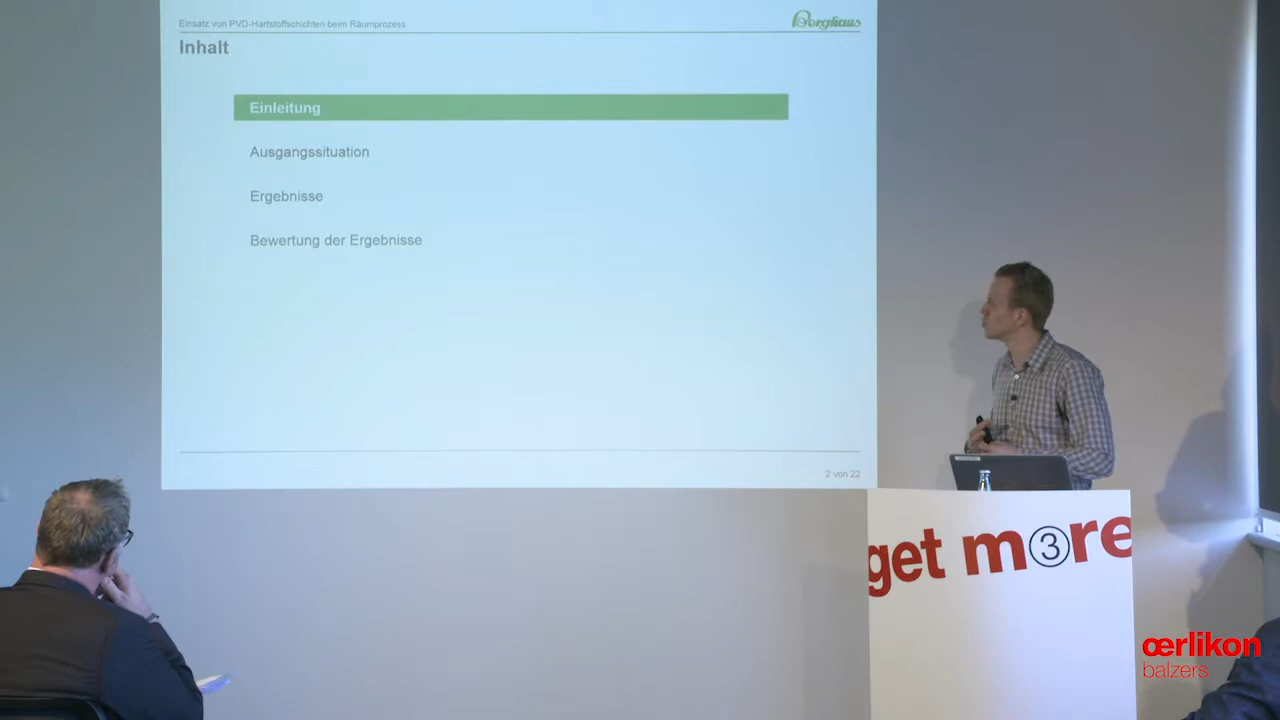 Einsatz von PVD-Hartstoffschichten beim Räumprozess
Berghaus
Inhalt
Einleitung
Ausgangssituation
Ergebnisse
Bewertung der Ergebnisse
2 von 22
get m③re
œrlikon
balzers